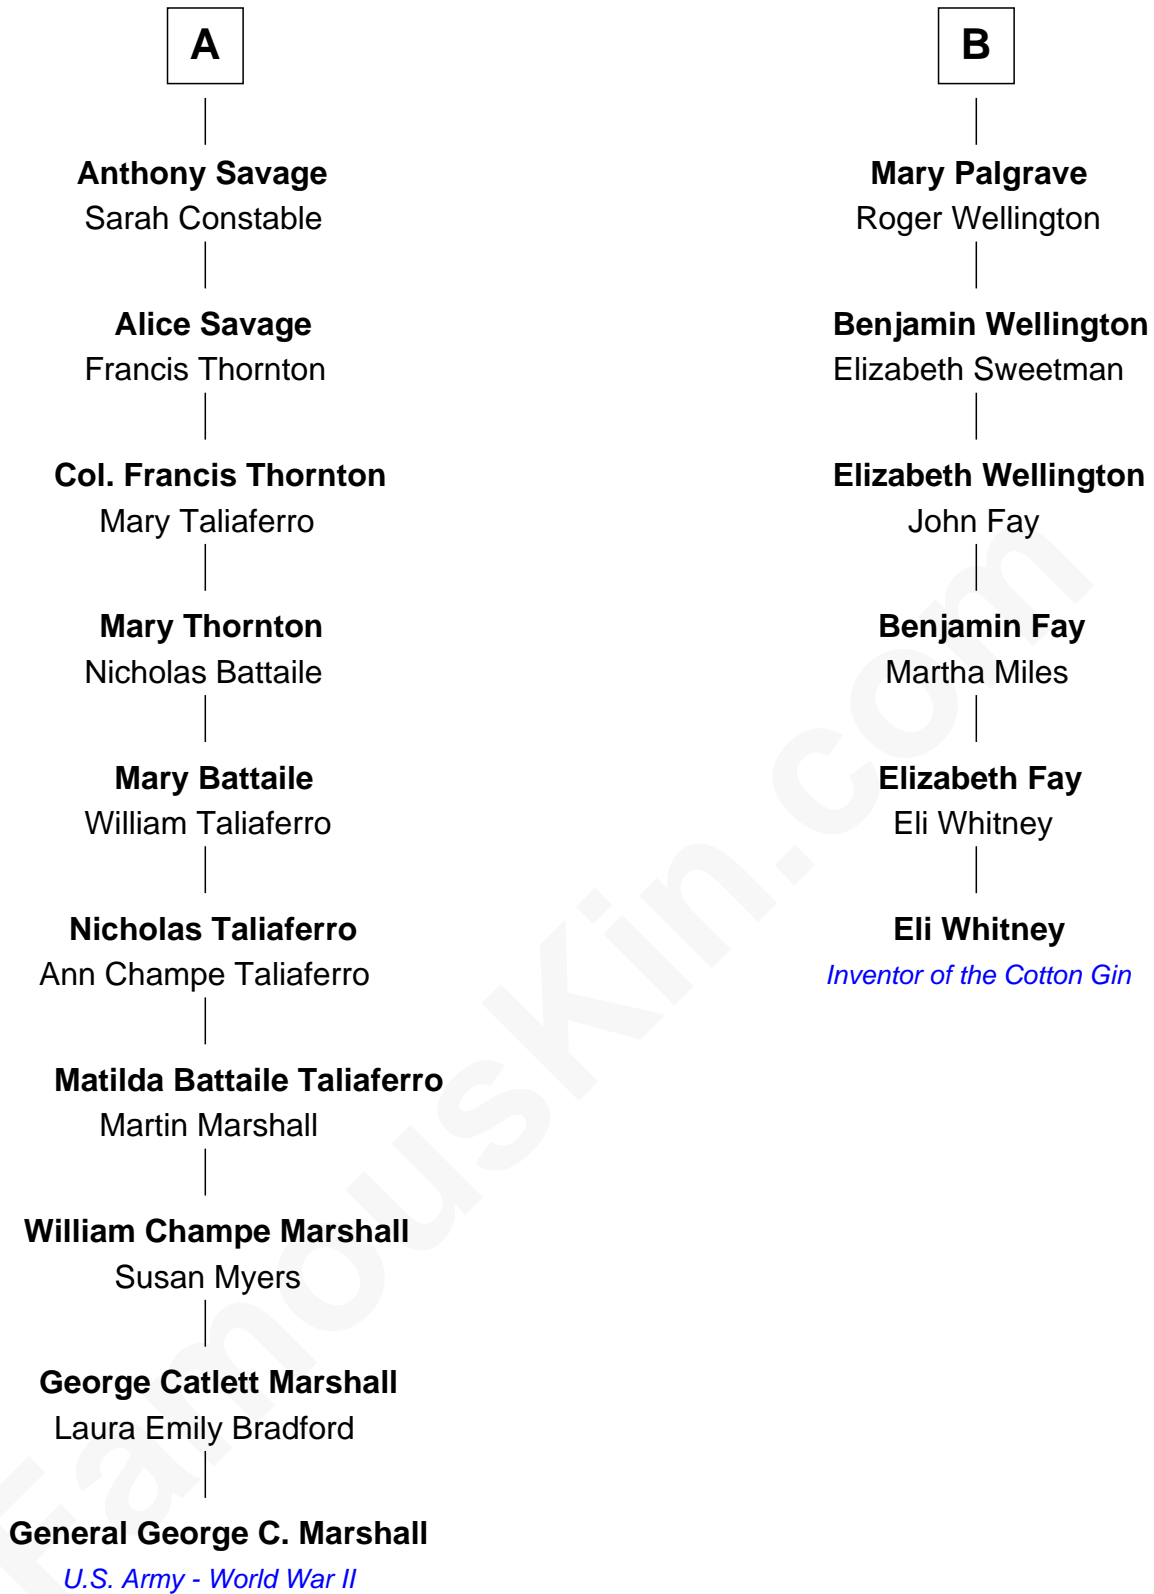 A
Anthony Savage
Sarah Constable
Alice Savage
Francis Thornton
Col. Francis Thornton
Mary Taliaferro
Mary Thornton
Nicholas Battaile
Mary Battaile
William Taliaferro
Nicholas Taliaferro
Ann Champe Taliaferro
Matilda Battaile Taliaferro
Martin Marshall
William Champe Marshall
Susan Myers
George Catlett Marshall
Laura Emily Bradford
General George C. Marshall
U.S. Army - World War II
B
Mary Palgrave
Roger Wellington
Benjamin Wellington
Elizabeth Sweetman
Elizabeth Wellington
John Fay
Benjamin Fay
Martha Miles
Elizabeth Fay
Eli Whitney
Eli Whitney
Inventor of the Cotton Gin
FamousKin.com